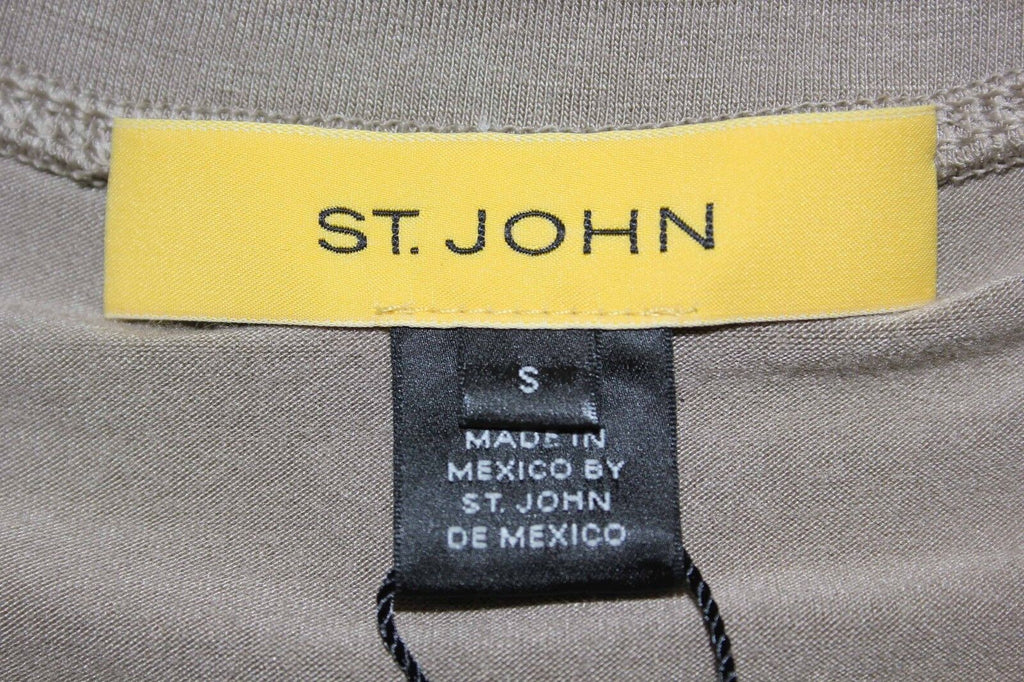 ST. JOHN
S
MADE IN
MEXICO BY
ST. JOHN
DE MEXICO